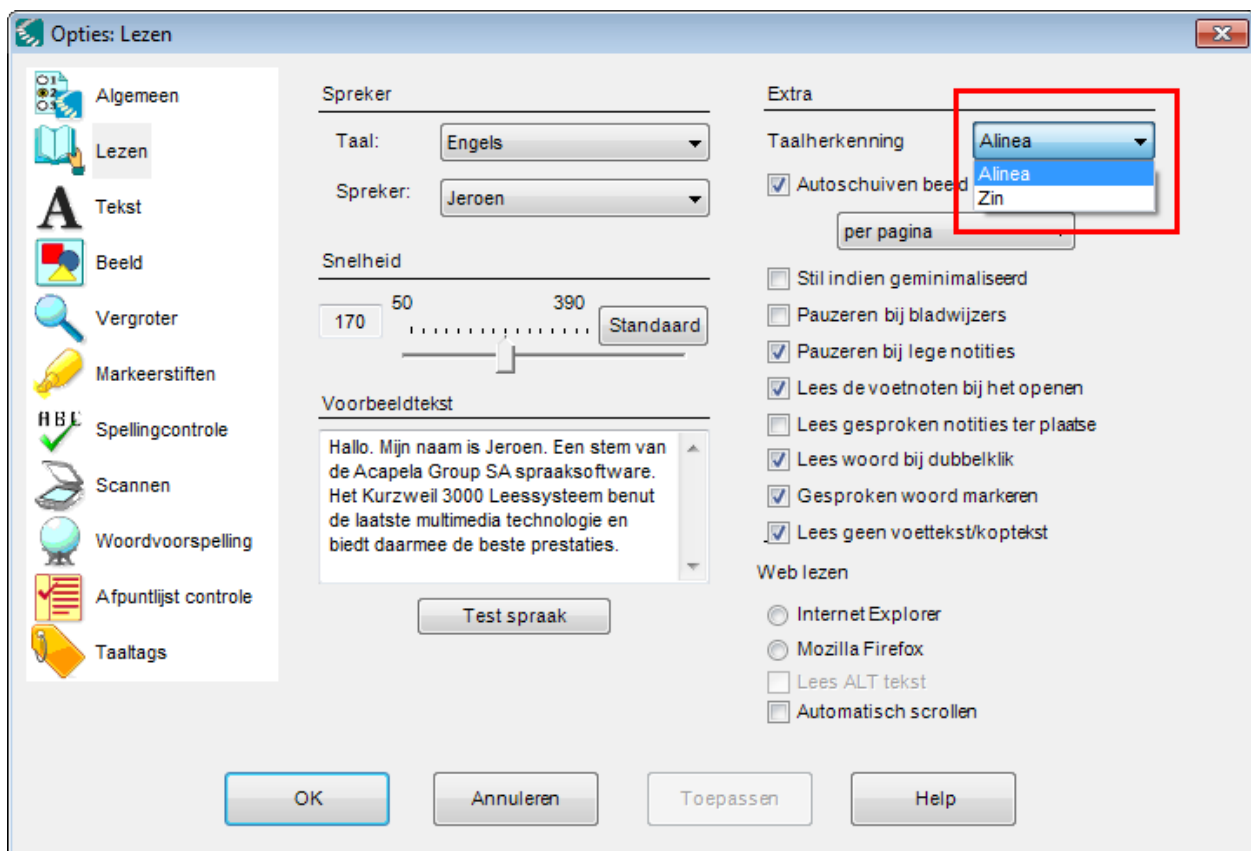 Opties: Lezen
Algemeen
Lezen
Tekst
Beeld
Vergroter
Markeerstiften
Spellingcontrole
Scannen
Woordvoorspelling
Afpuntlijst controle
Taaltags
Spreker
Taal:
Engels
Spreker:
Jeroen
Snelheid
170
50
390
Standaard
Voorbeeldtekst
Hallo. Mijn naam is Jeroen. Een stem van
de Acapela Group SA spraaksoftware.
Het Kurzweil 3000 Leessysteem benut
de laatste multimedia technologie en
biedt daarmee de beste prestaties.
Test spraak
Extra
Taalherkenning
Alinea
Alinea
Zin
Autoschuiven beeld
per pagina
Stil indien geminimaliseerd
Pauzeren bij bladwijzers
Pauzeren bij lege notities
Lees de voetnoten bij het openen
Lees gesproken notities ter plaatse
Lees woord bij dubbelklik
Gesproken woord markeren
Lees geen voettekst/koptekst
Web lezen
Internet Explorer
Mozilla Firefox
Lees ALT tekst
Automatisch scrollen
OK
Annuleren
Toepassen
Help